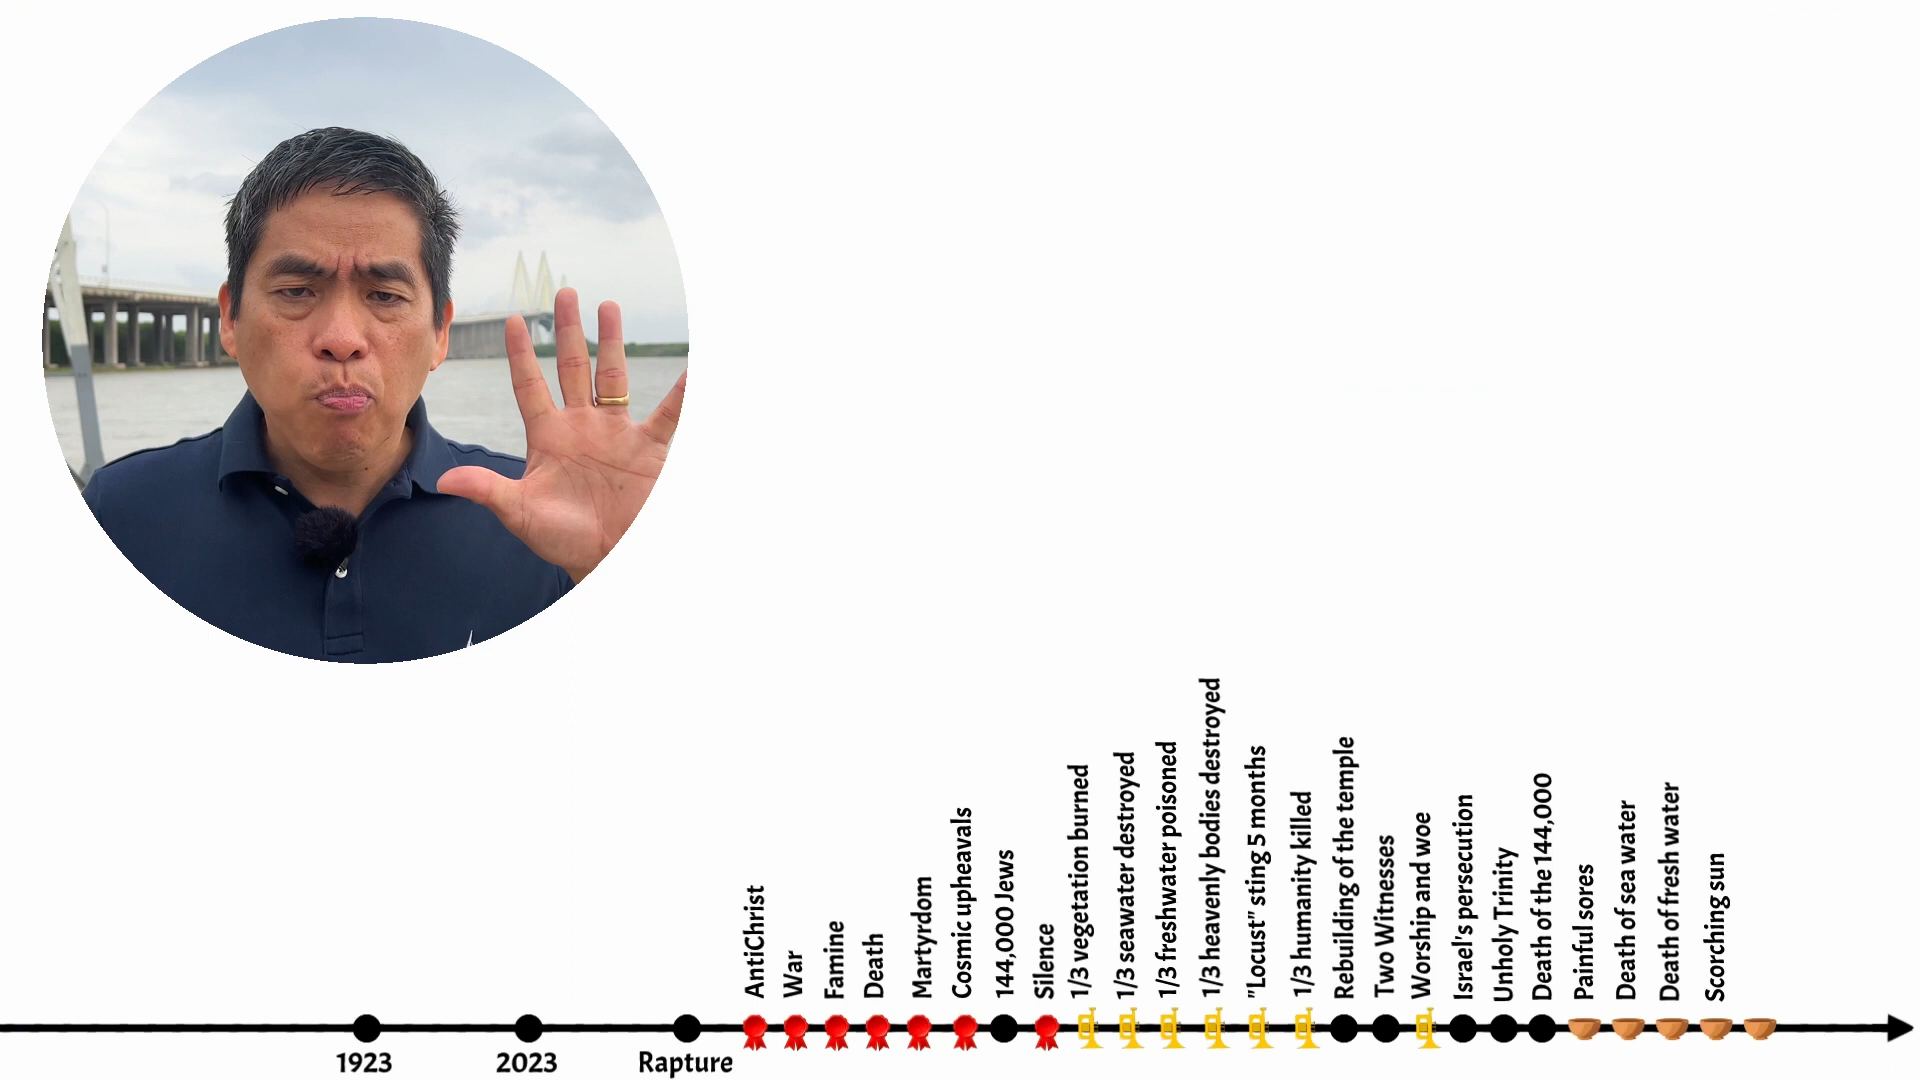 AntiChrist
War
Famine
Death
Martyrdom
Cosmic upheavals
144,000 Jews
Silence
1/3 vegetation burned
1/3 seawater destroyed
1/3 freshwater poisoned
1/3 heavenly bodies destroyed
"Locust" sting 5 months
1/3 humanity killed
Rebuilding of the temple
Two Witnesses
Worship and woe
Israel's persecution
Unholy Trinity
Death of the 144,000
Painful sores
Death of sea water
Death of fresh water
Scorching sun
1923
2023
Rapture